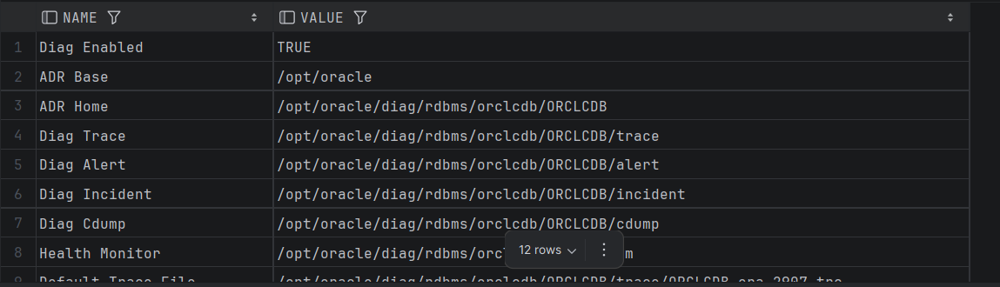 NAME VALUE
1 Diag Enabled TRUE
2 ADR Base /opt/oracle
3 ADR Home /opt/oracle/diag/rdbms/orclcdb/ORCLCDB
4 Diag Trace /opt/oracle/diag/rdbms/orclcdb/ORCLCDB/trace
5 Diag Alert /opt/oracle/diag/rdbms/orclcdb/ORCLCDB/alert
6 Diag Incident /opt/oracle/diag/rdbms/orclcdb/ORCLCDB/incident
7 Diag Cdump /opt/oracle/diag/rdbms/orclcdb/ORCLCDB/cdump
8 Health Monitor /opt/oracle/diag/rdbms/orc
12 rows
9 Default Trace File /opt/oracle/diag/rdbms/orclcdb/ORCLCDB/trace/ORCLCDB_ora_2907.trc